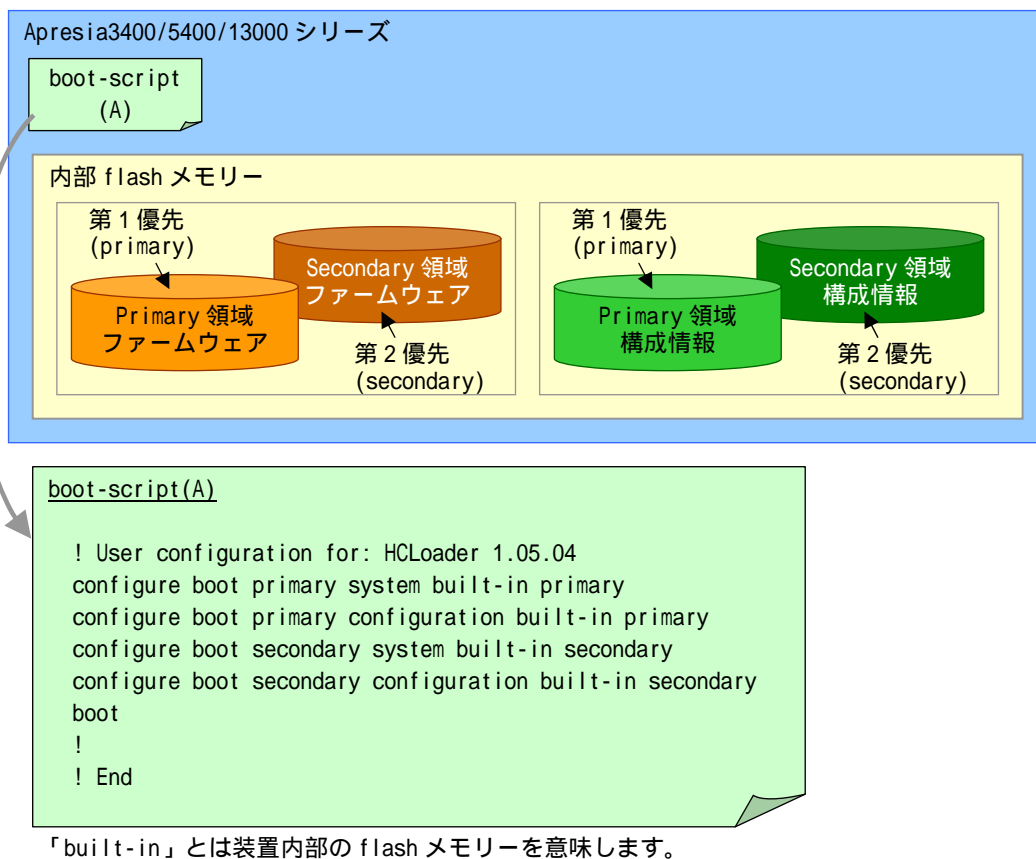 Apresia3400/5400/13000 シリーズ
boot-script
(A)
内部 flash メモリー
第 1 優先
(primary)
Secondary 領域
ファームウェア
Primary 領域
ファームウェア
第 2 優先
(secondary)
第 1 優先
(primary)
Secondary 領域
構成情報
Primary 領域
構成情報
第 2 優先
(secondary)
boot-script(A)
! User configuration for: HCLoader 1.05.04
configure boot primary system built-in primary
configure boot primary configuration built-in primary
configure boot secondary system built-in secondary
configure boot secondary configuration built-in secondary
boot
!
! End
「built-in」とは装置内部の flash メモリーを意味します。